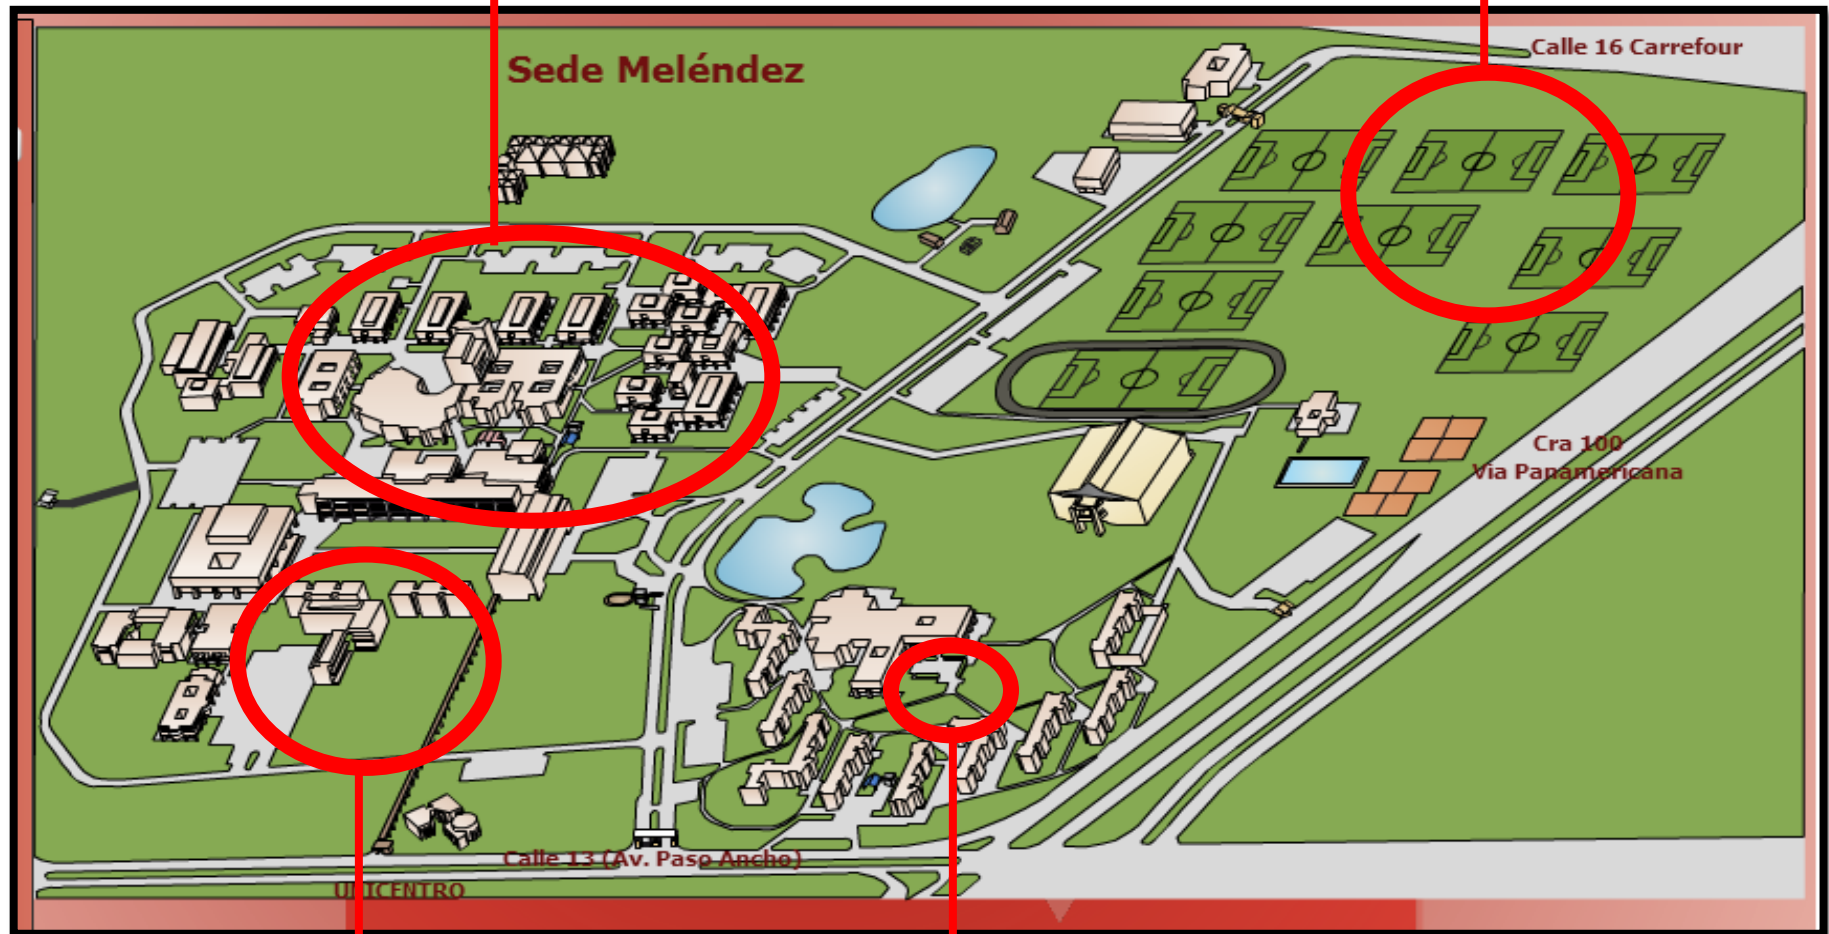 Sede Meléndez
Calle 16 Carrefour
Cra 100
Via Panamericana
Calle 13 (Av. Paso Ancho)
UNICENTRO